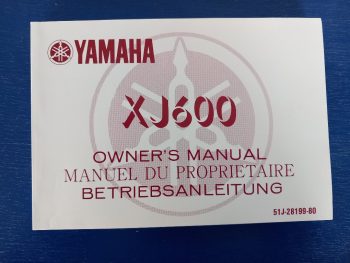 YAMAHA
XJ600
OWNER'S MANUAL
MANUEL DU PROPRIETAIRE
BETRIEBSANLEITUNG
51J-28199-80